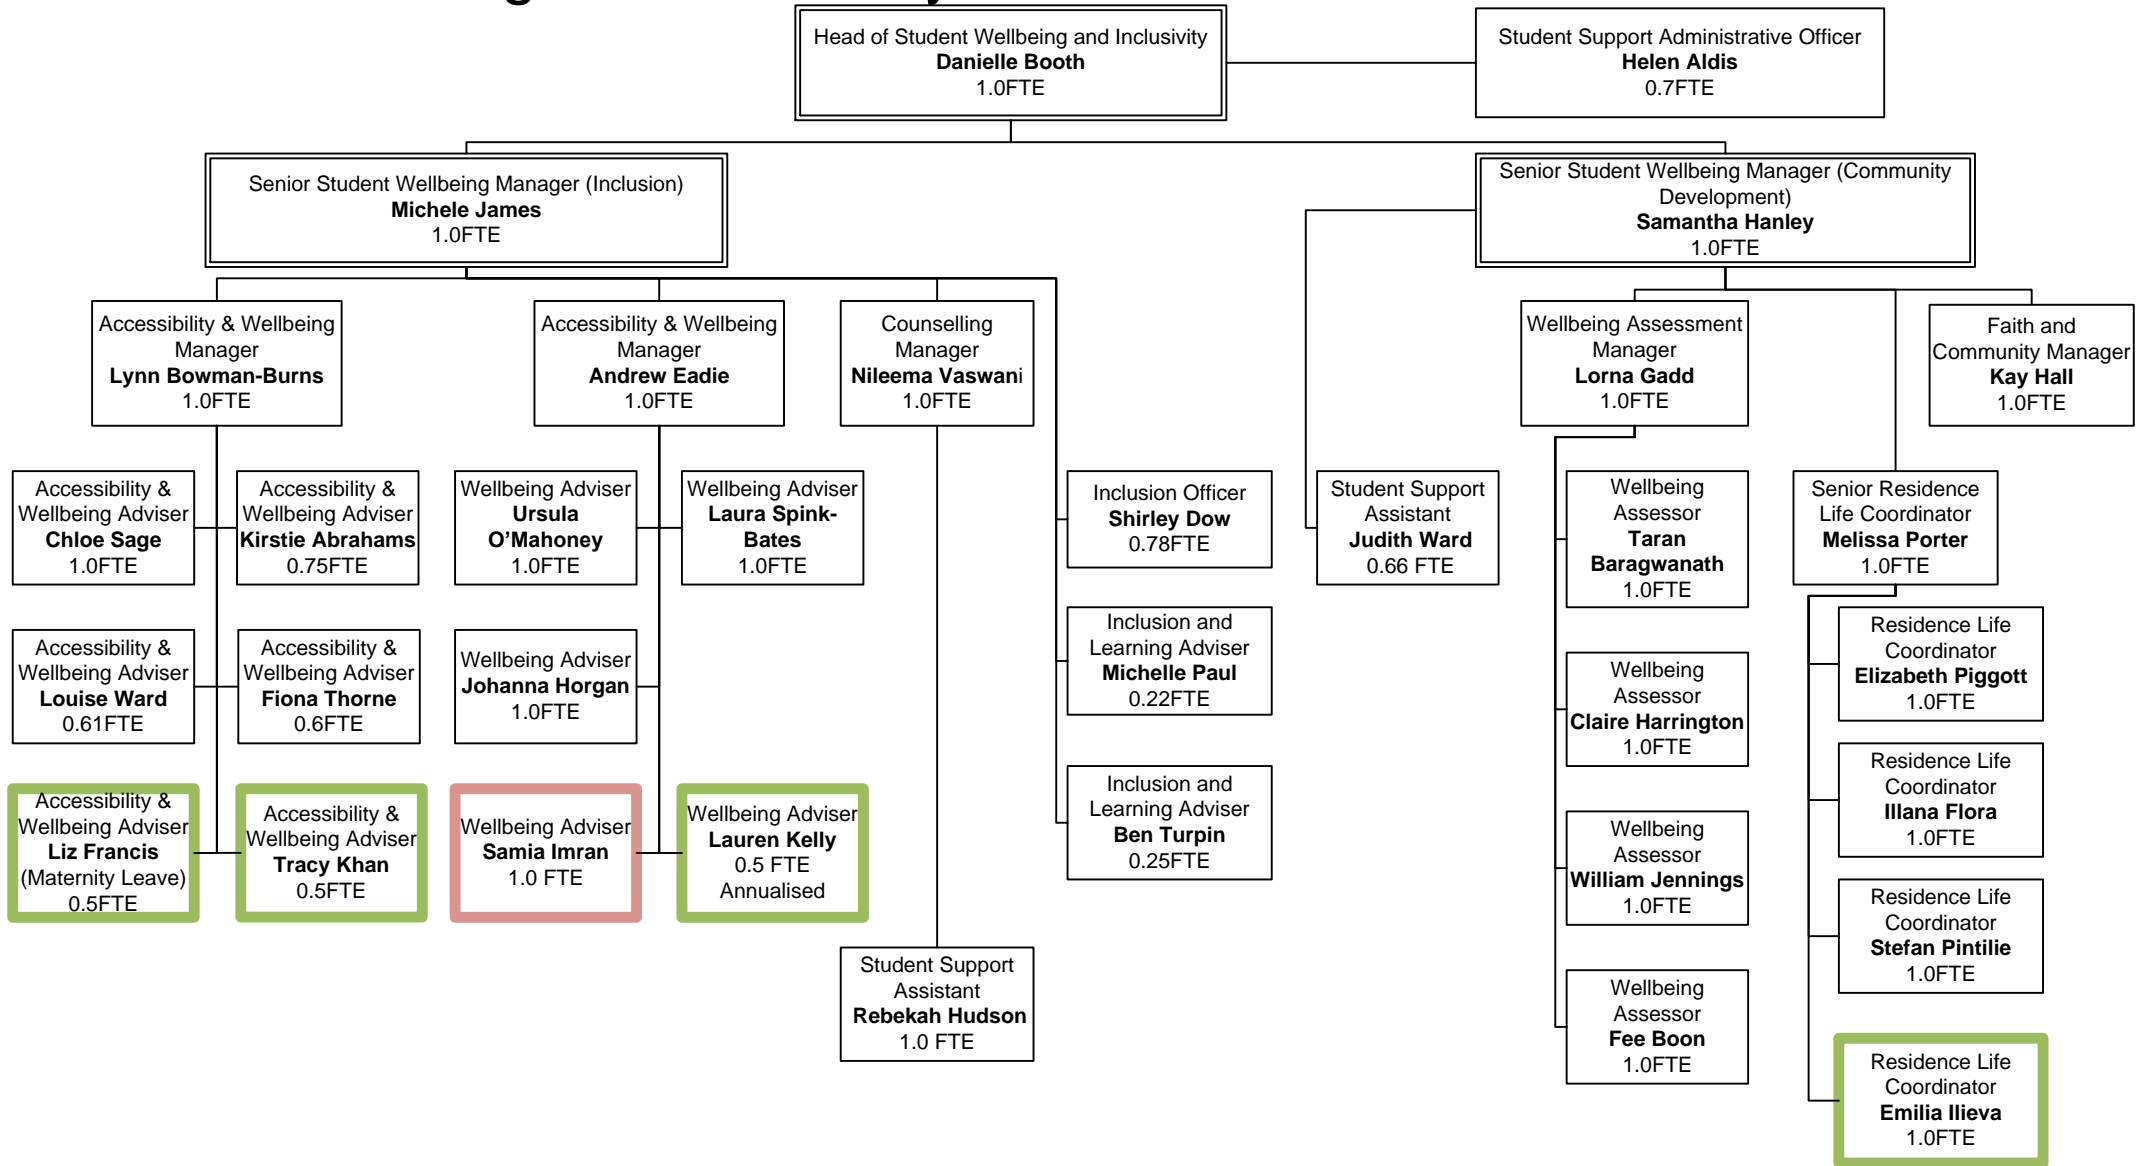 Head of Student Wellbeing and Inclusivity
Danielle Booth
1.0FTE
Student Support Administrative Officer
Helen Aldis
0.7FTE
Senior Student Wellbeing Manager (Inclusion)
Michele James
1.0FTE
Senior Student Wellbeing Manager (Community
Development)
Samantha Hanley
1.0FTE
Accessibility & Wellbeing
Manager
Lynn Bowman-Burns
1.0FTE
Accessibility & Wellbeing
Manager
Andrew Eadie
1.0FTE
Counselling
Manager
Nileema Vaswani
1.0FTE
Wellbeing Assessment
Manager
Lorna Gadd
1.0FTE
Faith and
Community Manager
Kay Hall
1.0FTE
Accessibility &
Wellbeing Adviser
Chloe Sage
1.0FTE
Accessibility &
Wellbeing Adviser
Kirstie Abrahams
0.75FTE
Wellbeing Adviser
Ursula
O’Mahoney
1.0FTE
Wellbeing Adviser
Laura Spink-
Bates
1.0FTE
Inclusion Officer
Shirley Dow
0.78FTE
Student Support
Assistant
Judith Ward
0.66 FTE
Wellbeing
Assessor
Taran
Baragwanath
1.0FTE
Senior Residence
Life Coordinator
Melissa Porter
1.0FTE
Accessibility &
Wellbeing Adviser
Louise Ward
0.61FTE
Accessibility &
Wellbeing Adviser
Fiona Thorne
0.6FTE
Wellbeing Adviser
Johanna Horgan
1.0FTE
Inclusion and
Learning Adviser
Michelle Paul
0.22FTE
Wellbeing
Assessor
Claire Harrington
1.0FTE
Residence Life
Coordinator
Elizabeth Piggott
1.0FTE
Accessibility &
Wellbeing Adviser
Liz Francis
(Maternity Leave)
0.5FTE
Accessibility &
Wellbeing Adviser
Tracy Khan
0.5FTE
Wellbeing Adviser
Samia Imran
1.0 FTE
Wellbeing Adviser
Lauren Kelly
0.5 FTE
Annualised
Inclusion and
Learning Adviser
Ben Turpin
0.25FTE
Wellbeing
Assessor
William Jennings
1.0FTE
Residence Life
Coordinator
Illana Flora
1.0FTE
Residence Life
Coordinator
Stefan Pintilie
1.0FTE
Student Support
Assistant
Rebekah Hudson
1.0 FTE
Wellbeing
Assessor
Fee Boon
1.0FTE
Residence Life
Coordinator
Emilia Ilieva
1.0FTE